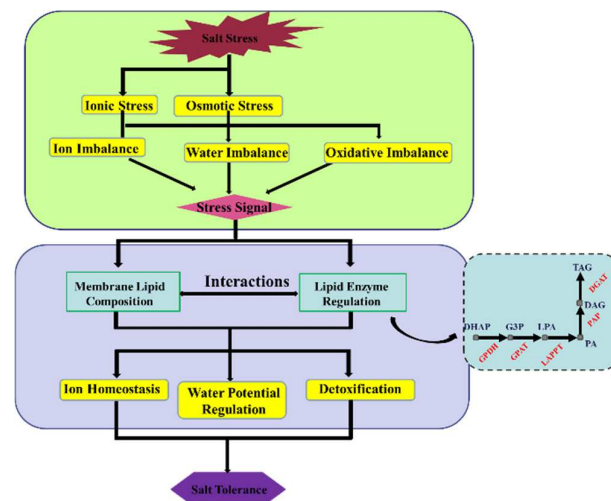 Salt Stress
Ionic Stress
Osmotic Stress
Ion Imbalance
Water Imbalance
Oxidative Imbalance
Stress Signal
Membrane Lipid
Composition
Interactions
Lipid Enzyme
Regulation
TAG
DGAT
DAG
PAP
DHAP
G3P
LPA
PA
GPDH
GPAT
LAPPT
Ion Homeostasis
Water Potential
Regulation
Detoxification
Salt Tolerance